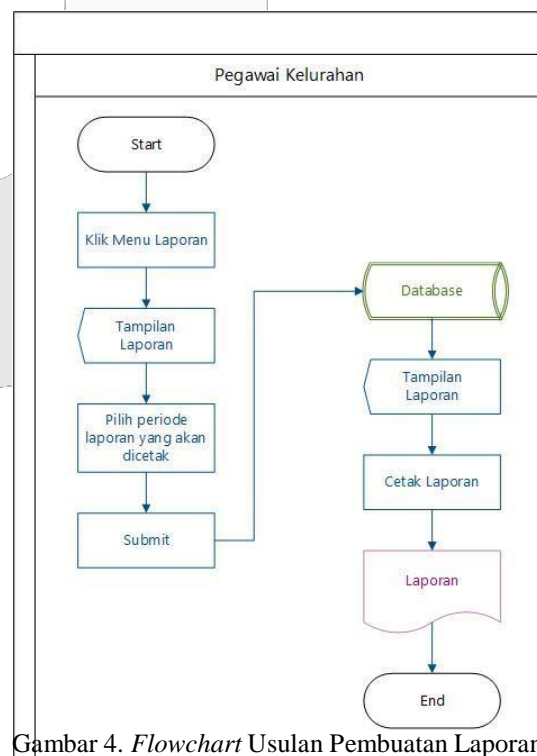 Pegawai Kelurahan
Start
Klik Menu Laporan
Tampilan
Laporan
Pilih periode
laporan yang akan
dicetak
Submit
Database
Tampilan
Laporan
Cetak Laporan
Laporan
End
Gambar 4. Flowchart Usulan Pembuatan Laporan